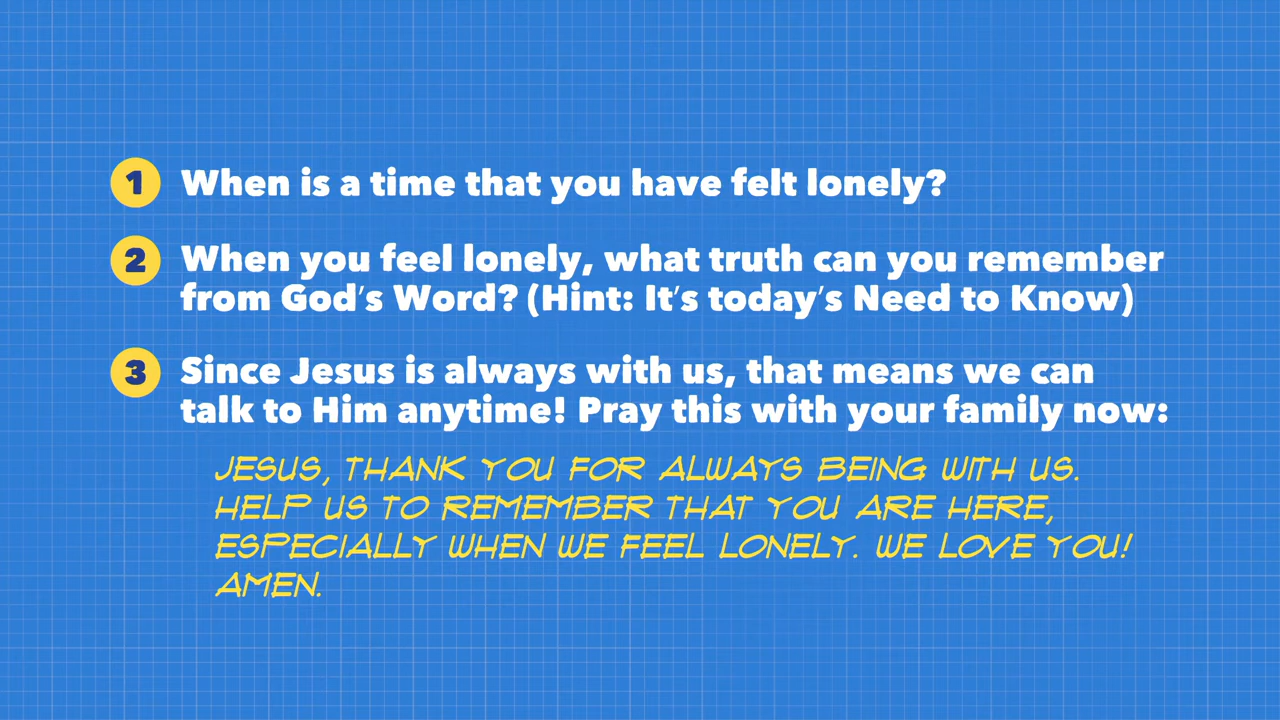 1 When is a time that you have felt lonely?
2 When you feel lonely, what truth can you remember
from God's Word? (Hint: It's today's Need to Know)
3 Since Jesus is always with us, that means we can
talk to Him anytime! Pray this with your family now:
JESUS, THANK YOU FOR ALWAYS BEING WITH US.
HELP US TO REMEMBER THAT YOU ARE HERE,
ESPECIALLY WHEN WE FEEL LONELY. WE LOVE YOU!
AMEN.